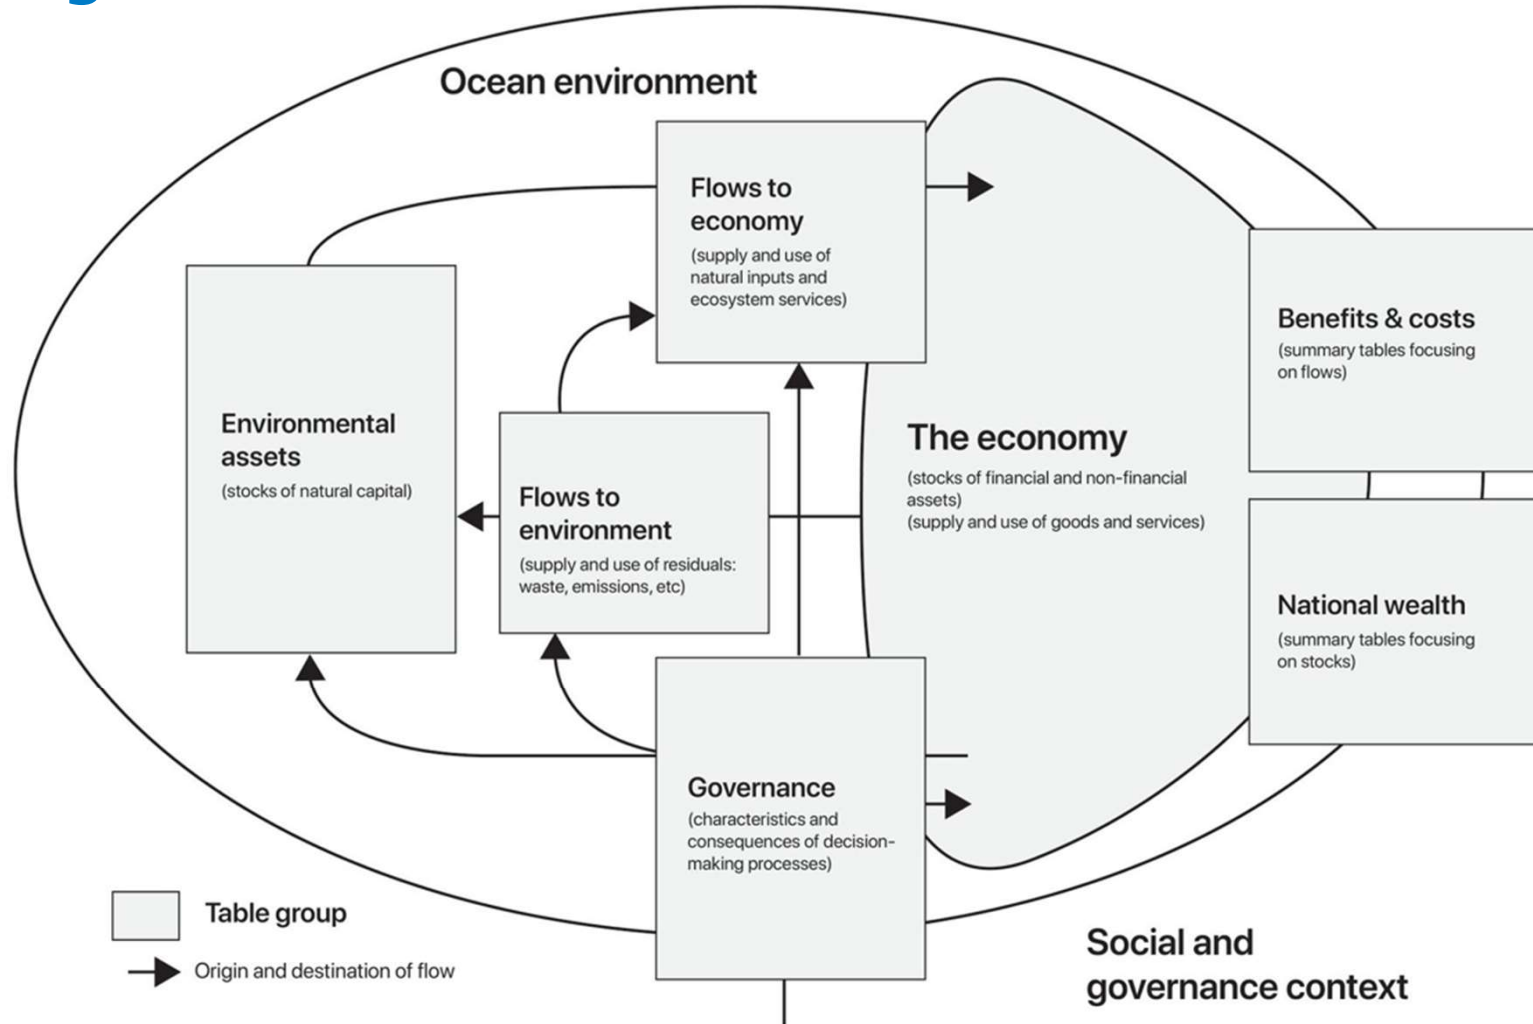 Ocean environment
Flows to
economy
(supply and use of
natural inputs and
ecosystem services)
Benefits & costs
(summary tables focusing
on flows)
Environmental
assets
(stocks of natural capital)
Flows to
environment
(supply and use of residuals:
waste, emissions, etc)
The economy
(stocks of financial and non-financial
assets)
(supply and use of goods and services)
National wealth
(summary tables focusing
on stocks)
Governance
(characteristics and
consequences of decision-
making processes)
Table group
Origin and destination of flow
Social and
governance context